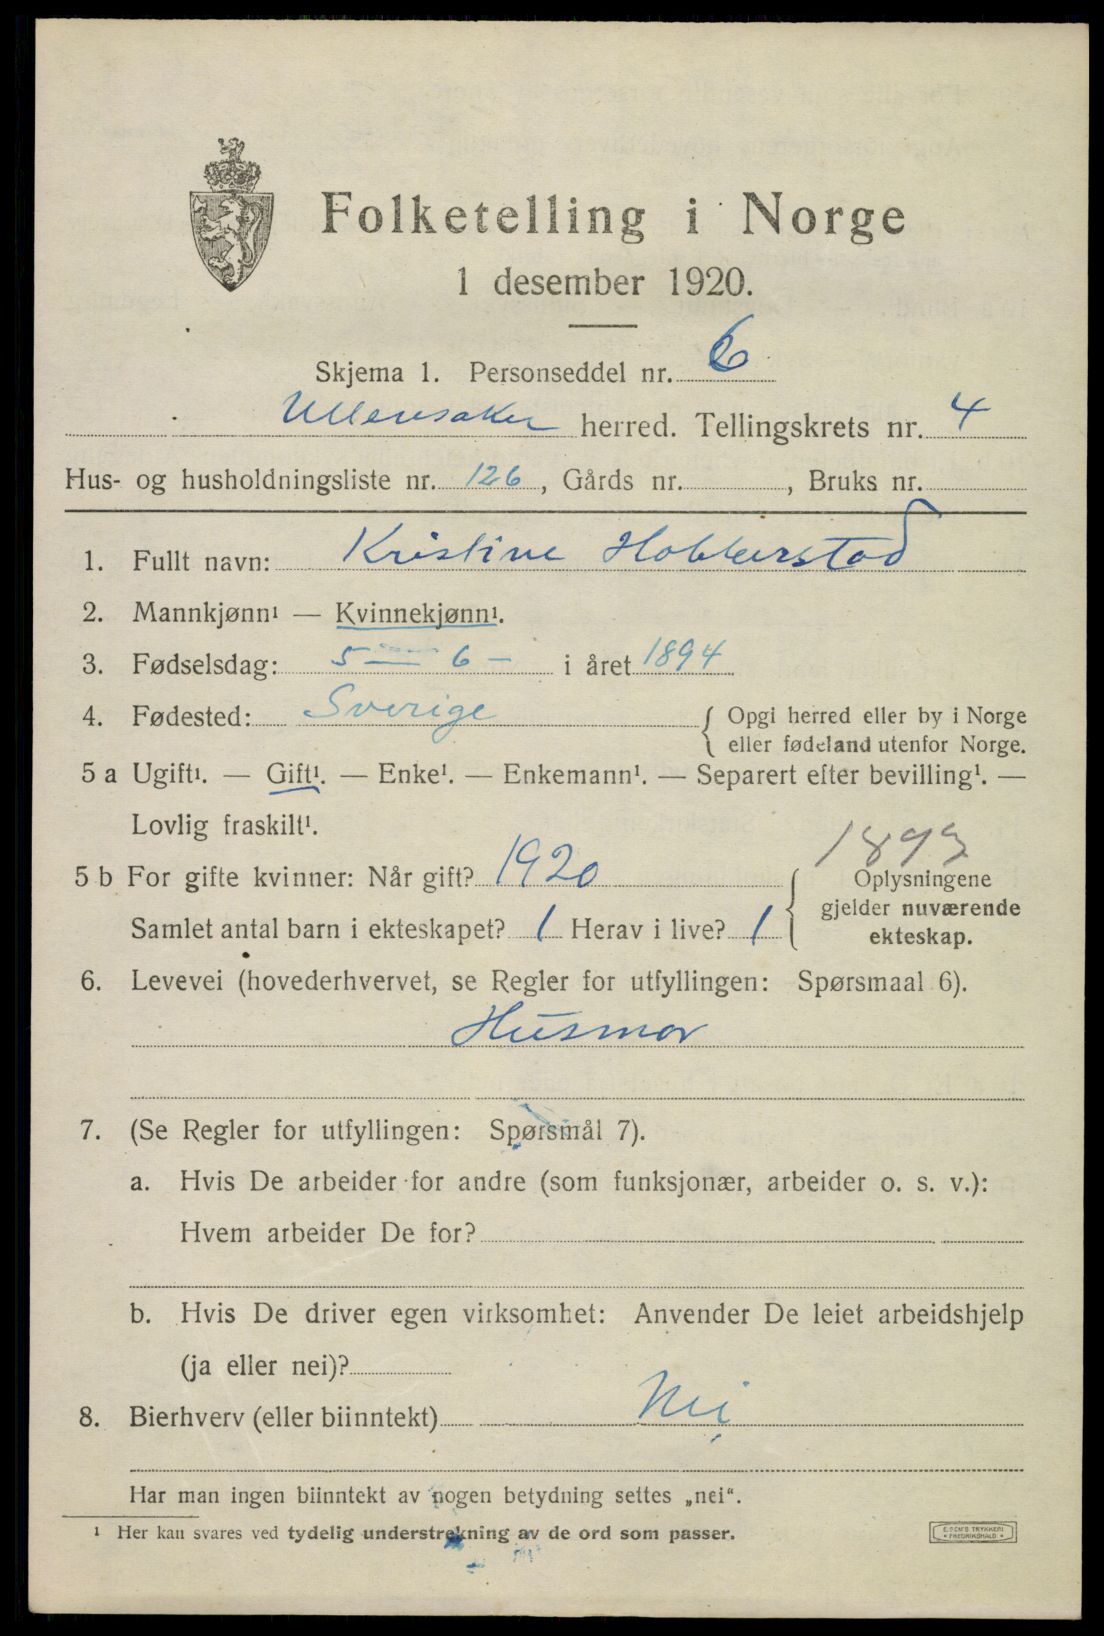 Folketelling i Norge
1 desember 1920.
Skjema 1. Personseddel nr. 6
Ullensaker herred. Tellingskrets nr. 4
Hus- og husholdningsliste nr. 126, Gårds nr. , Bruks nr.
1. Fullt navn: Kristine Hobberstad
2. Mannkjønn¹ — Kvinnekjønn¹.
3. Fødselsdag: 5 — 6 — i året 1894
4. Fødested: Sverige { Opgi herred eller by i Norge
eller fødeland utenfor Norge.
5 a Ugift¹. — Gift¹. — Enke¹. — Enkemann¹. — Separert efter bevilling¹. —
Lovlig fraskilt¹.
1893
5 b For gifte kvinner: Når gift? 1920 { Oplysningene
gjelder nuværende
Samlet antal barn i ekteskapet? 1 Herav i live? 1
ekteskap.
6. Levevei (hovederhvervet, se Regler for utfyllingen: Spørsmaal 6).
Husmor
7. (Se Regler for utfyllingen: Spørsmål 7).
a. Hvis De arbeider for andre (som funksjonær, arbeider o. s. v.):
Hvem arbeider De for?
b. Hvis De driver egen virksomhet: Anvender De leiet arbeidshjelp
(ja eller nei)?
8. Bierhverv (eller biinntekt) Nei
Har man ingen biinntekt av nogen betydning settes „nei“.
¹ Her kan svares ved tydelig understrekning av de ord som passer.
E. SEMS TRYKKERI
• FREDRIKSHALD •